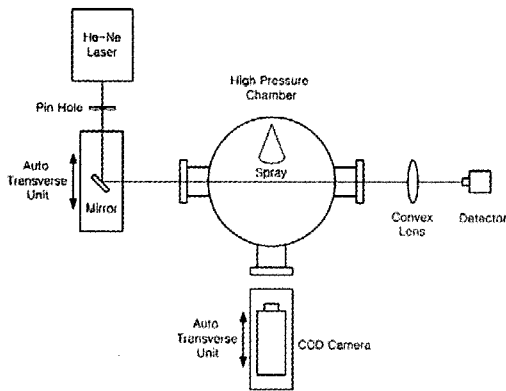 He-Ne
Laser
Pin Hole
High Pressure
Chamber
Auto
Transverse
Unit
Mirror
Spray
Convex
Lens
Detector
Auto
Transverse
Unit
CCD Camera